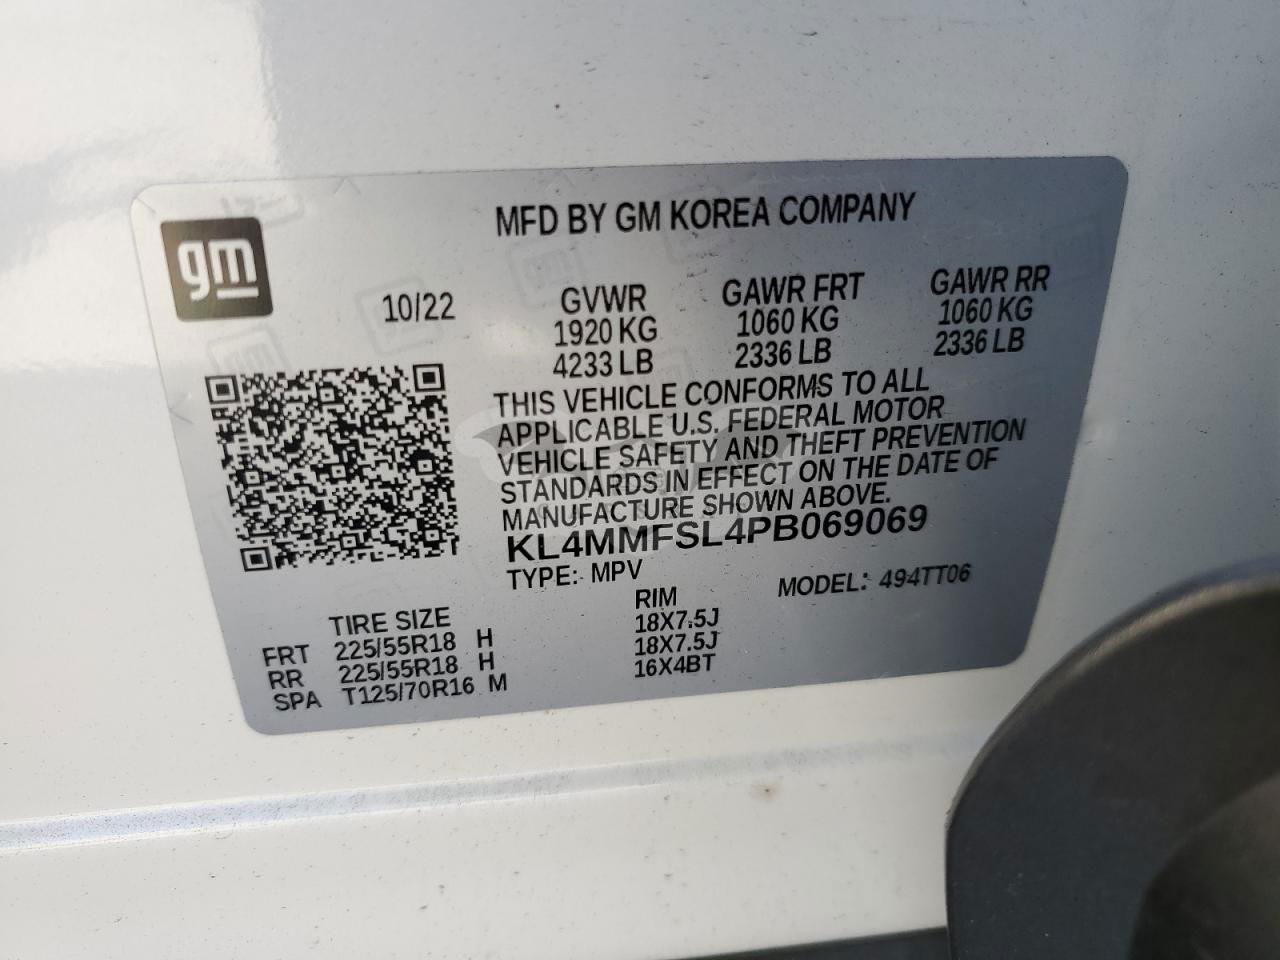 gm
MFD BY GM KOREA COMPANY
10/22
GVWR GAWR FRT GAWR RR
1920 KG 1060 KG 1060 KG
4233 LB 2336 LB 2336 LB
THIS VEHICLE CONFORMS TO ALL
APPLICABLE U.S. FEDERAL MOTOR
VEHICLE SAFETY AND THEFT PREVENTION
STANDARDS IN EFFECT ON THE DATE OF
MANUFACTURE SHOWN ABOVE.
KL4MMFSL4PB069069
TYPE: MPV MODEL: 494TT06
TIRE SIZE RIM
FRT 225/55R18 H 18X7.5J
RR 225/55R18 H 18X7.5J
SPA T125/70R16 M 16X4BT